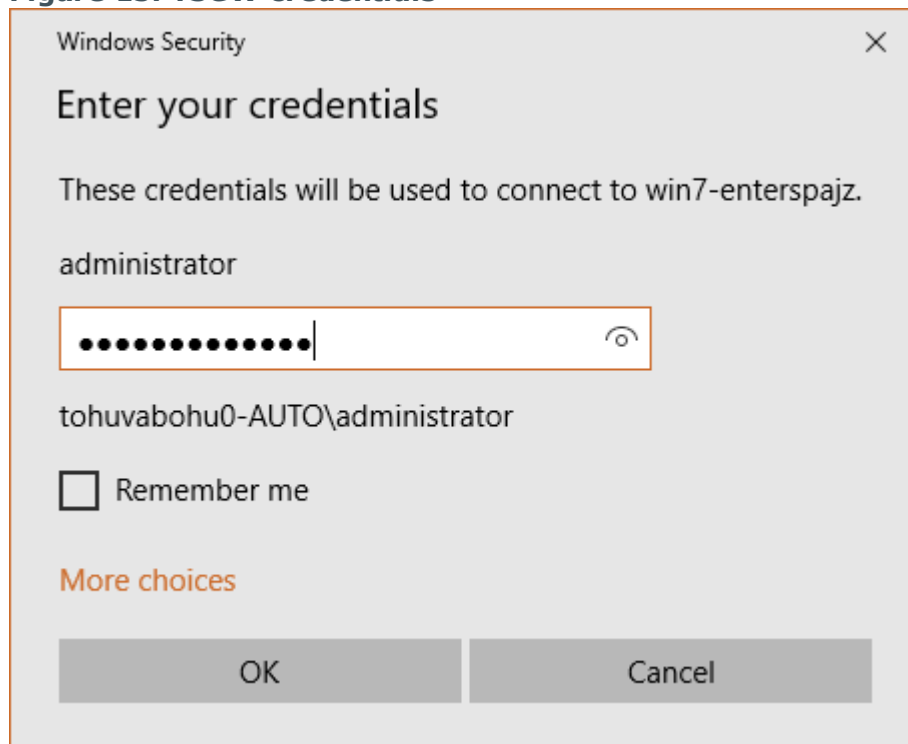 Windows Security
Enter your credentials
These credentials will be used to connect to win7-enterspajz.
administrator
•••••••••••••
tohuvabohu0-AUTO\administrator
Remember me
More choices
OK Cancel